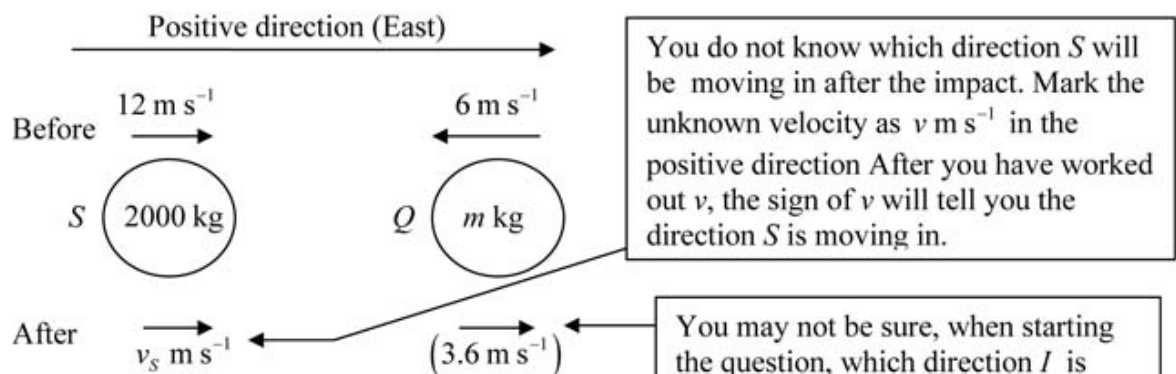 Positive direction (East)
12 m s⁻¹
6 m s⁻¹
Before
S
2000 kg
Q
m kg
After
v_S m s⁻¹
(3.6 m s⁻¹)
You do not know which direction S will
be moving in after the impact. Mark the
unknown velocity as v m s⁻¹ in the
positive direction After you have worked
out v, the sign of v will tell you the
direction S is moving in.
You may not be sure, when starting
the question, which direction I is